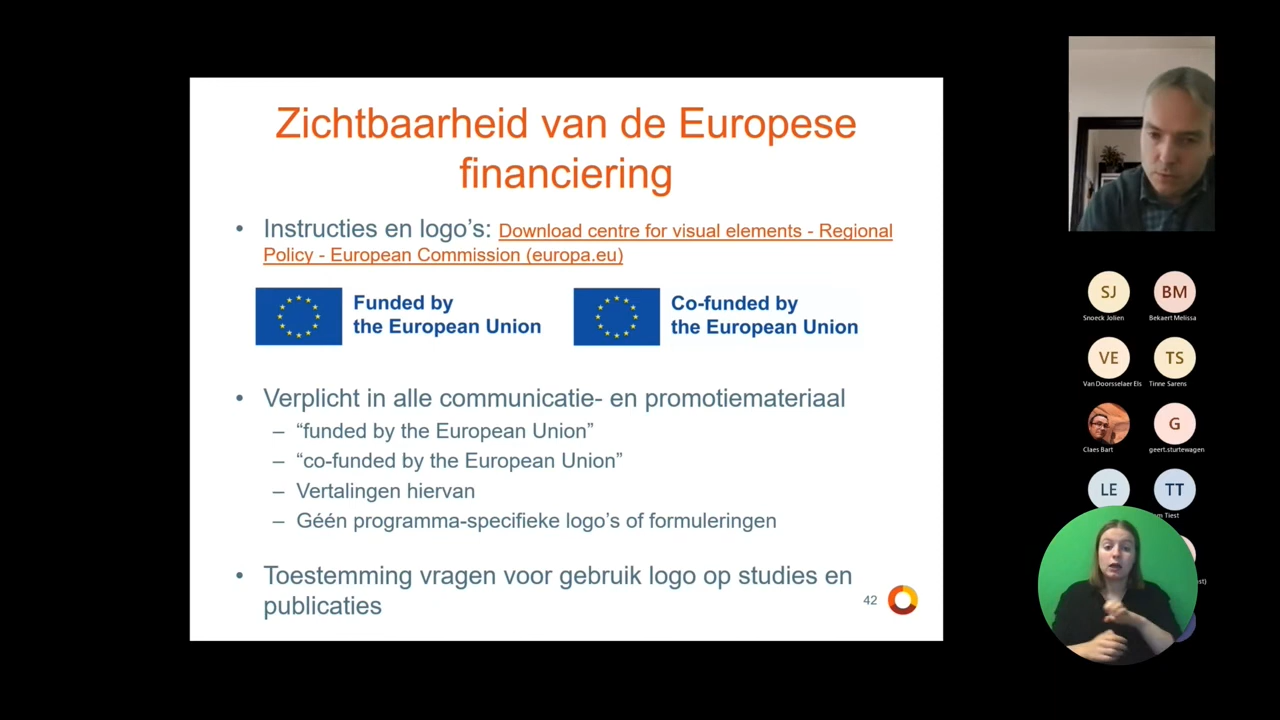 Zichtbaarheid van de Europese
financiering
• Instructies en logo's: Download centre for visual elements - Regional
Policy - European Commission (europa.eu)
Funded by
the European Union
Co-funded by
the European Union
• Verplicht in alle communicatie- en promotiemateriaal
– “funded by the European Union”
– “co-funded by the European Union”
– Vertalingen hiervan
– Géén programma-specifieke logo's of formuleringen
• Toestemming vragen voor gebruik logo op studies en
publicaties
42
SJ BM
Snoeck Jolien Bekaert Melissa
VE TS
Van Doorsselaer Els Tinne Sarens
G
Claes Bart geert.sturtewagen
LE TT
Tiest